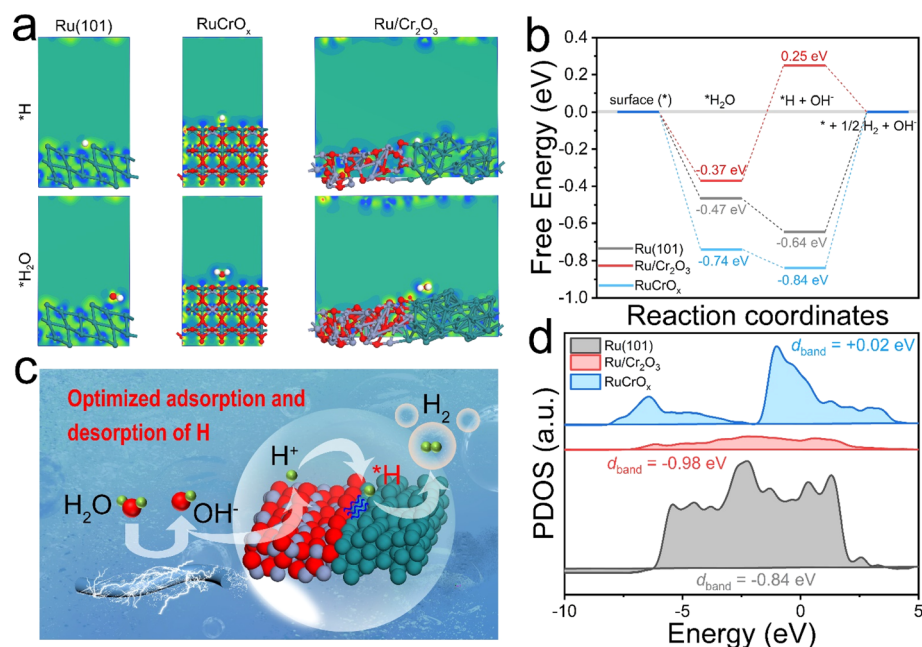 a
Ru(101)
RuCrOₓ
Ru/Cr₂O₃
*H
*H₂O
b
Free Energy (eV)
0.4
0.2
0.0
-0.2
-0.4
-0.6
-0.8
-1.0
surface (*)
*H₂O
*H + OH⁻
* + 1/2 H₂ + OH⁻
0.25 eV
-0.37 eV
-0.47 eV
-0.64 eV
-0.74 eV
-0.84 eV
Ru(101)
Ru/Cr₂O₃
RuCrOₓ
Reaction coordinates
c
Optimized adsorption and
desorption of H
H₂O
OH⁻
H⁺
*H
H₂
d
PDOS (a.u.)
Ru(101)
Ru/Cr₂O₃
RuCrOₓ
d band = +0.02 eV
d band = -0.98 eV
d band = -0.84 eV
-10
-5
0
5
Energy (eV)